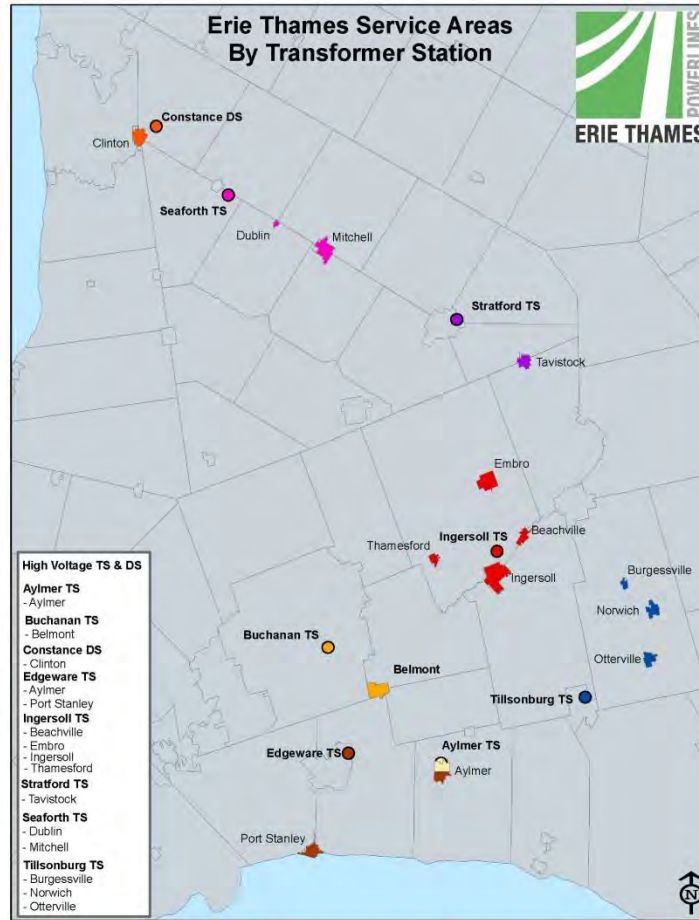 Erie Thames Service Areas
By Transformer Station
POWERLINES
ERIE THAMES
Constance DS
Clinton
Seaforth TS
Dublin
Mitchell
Stratford TS
Tavistock
Embro
Beachville
Ingersoll TS
Thamesford
Ingersoll
Burgessville
Norwich
Otterville
Buchanan TS
Belmont
Tillsonburg TS
Edgeware TS
Aylmer TS
Aylmer
Port Stanley
High Voltage TS & DS
Aylmer TS
- Aylmer
Buchanan TS
- Belmont
Constance DS
- Clinton
Edgeware TS
- Aylmer
- Port Stanley
Ingersoll TS
- Beachville
- Embro
- Ingersoll
- Thamesford
Stratford TS
- Tavistock
Seaforth TS
- Dublin
- Mitchell
Tillsonburg TS
- Burgessville
- Norwich
- Otterville
N